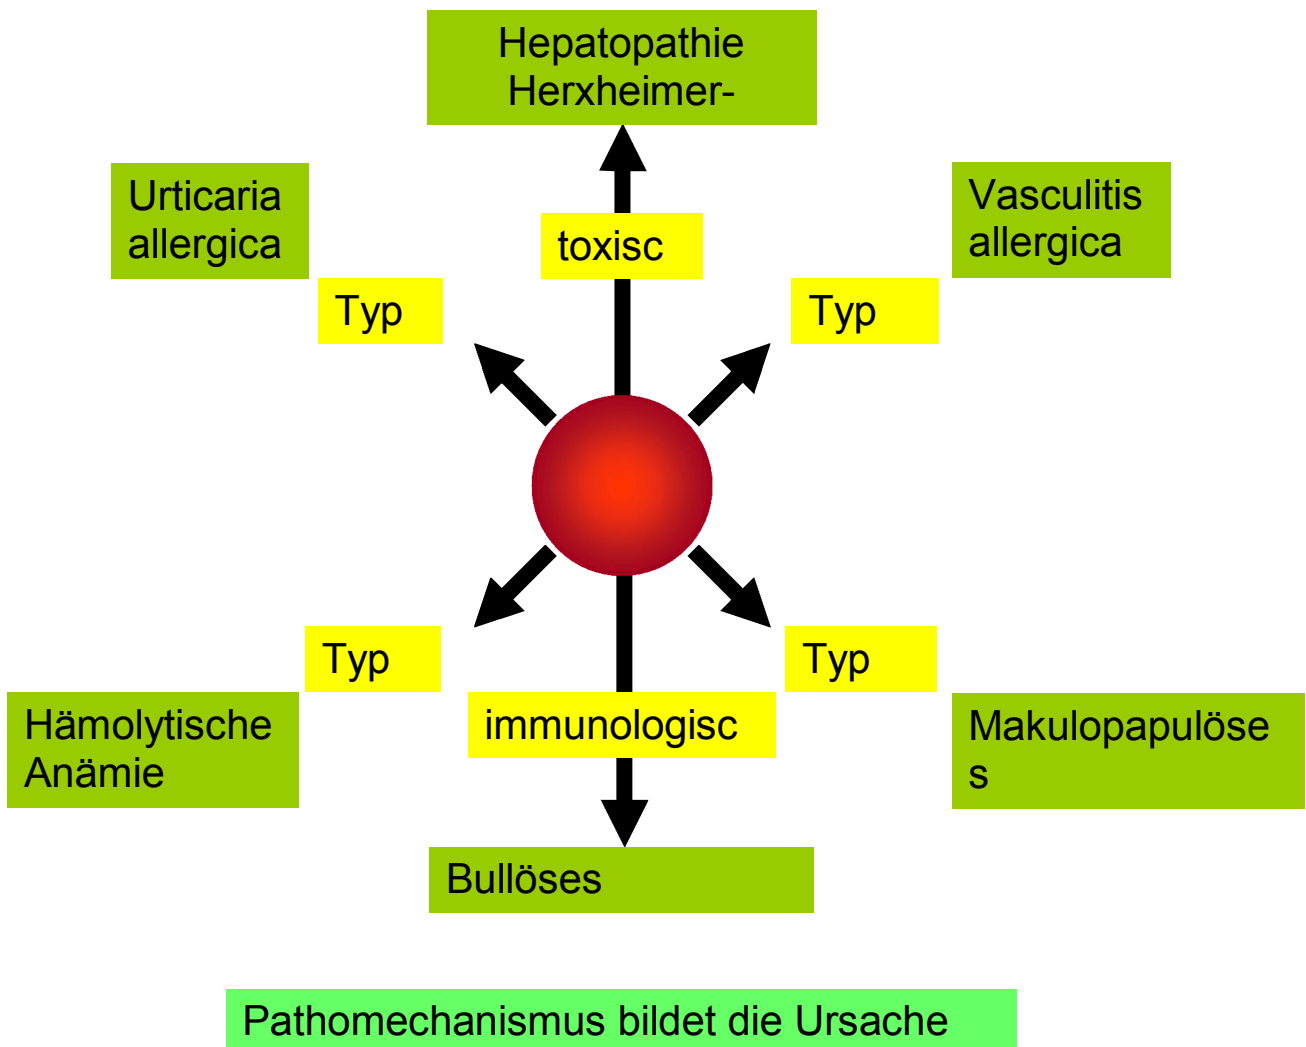 Hepatopathie
Herxheimer-
Urticaria
allergica
Vasculitis
allergica
toxisc
Typ
Typ
Typ
Typ
immunologisc
Hämolytische
Anämie
Makulopapulöse
s
Bullöses
Pathomechanismus bildet die Ursache